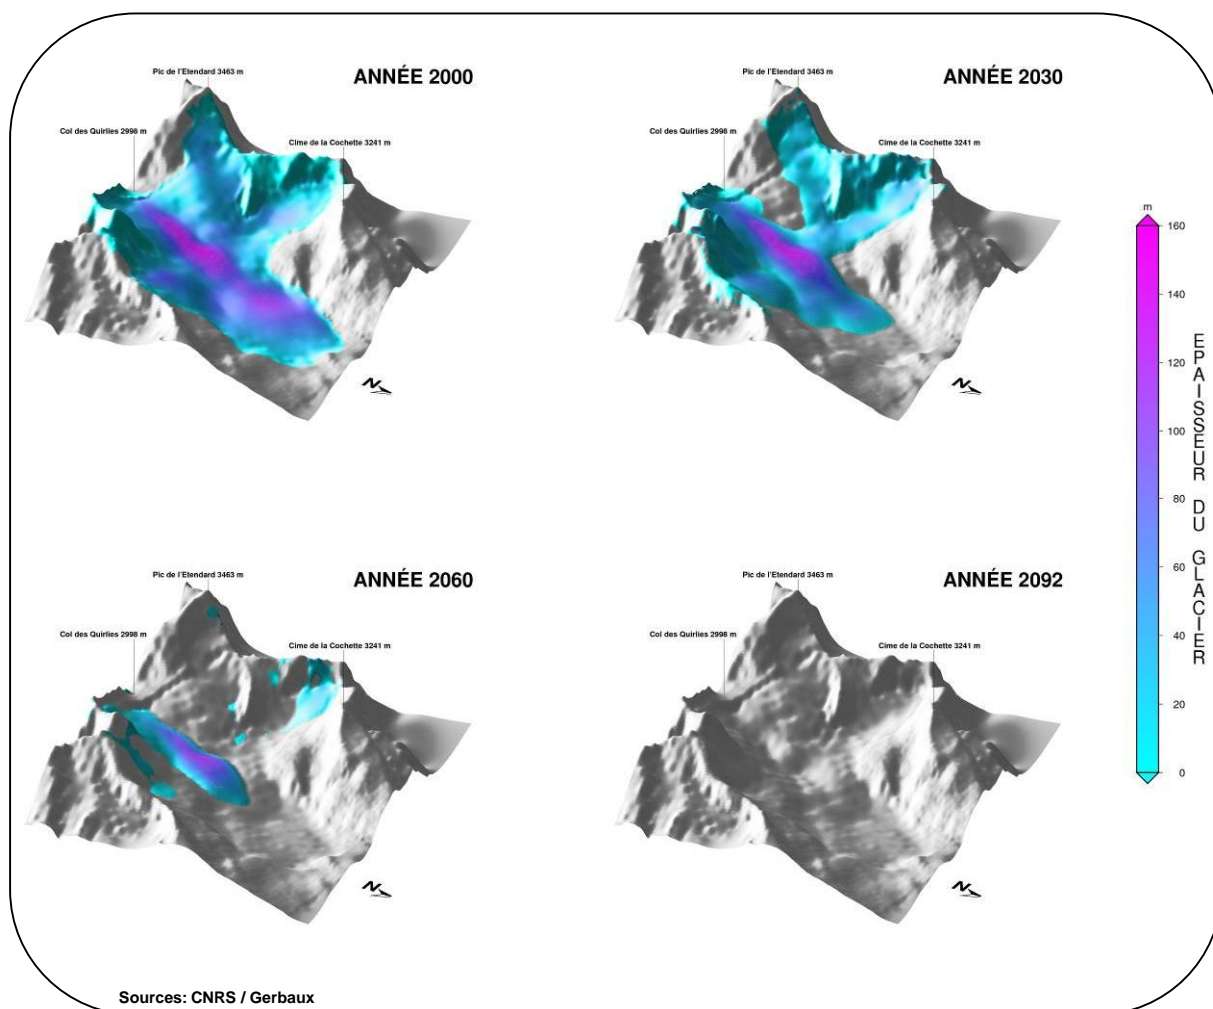 ANNÉE 2000
Pic de l'Etendard 3463 m
Col des Quirlies 2998 m
Cime de la Cochette 3241 m
N
ANNÉE 2030
Pic de l'Etendard 3463 m
Col des Quirlies 2998 m
Cime de la Cochette 3241 m
N
ANNÉE 2060
Pic de l'Etendard 3463 m
Col des Quirlies 2998 m
Cime de la Cochette 3241 m
N
ANNÉE 2092
Pic de l'Etendard 3463 m
Col des Quirlies 2998 m
Cime de la Cochette 3241 m
N
m
160
140
120
100
80
60
40
20
0
EPAISSEUR DU GLACIER
Sources: CNRS / Gerbaux